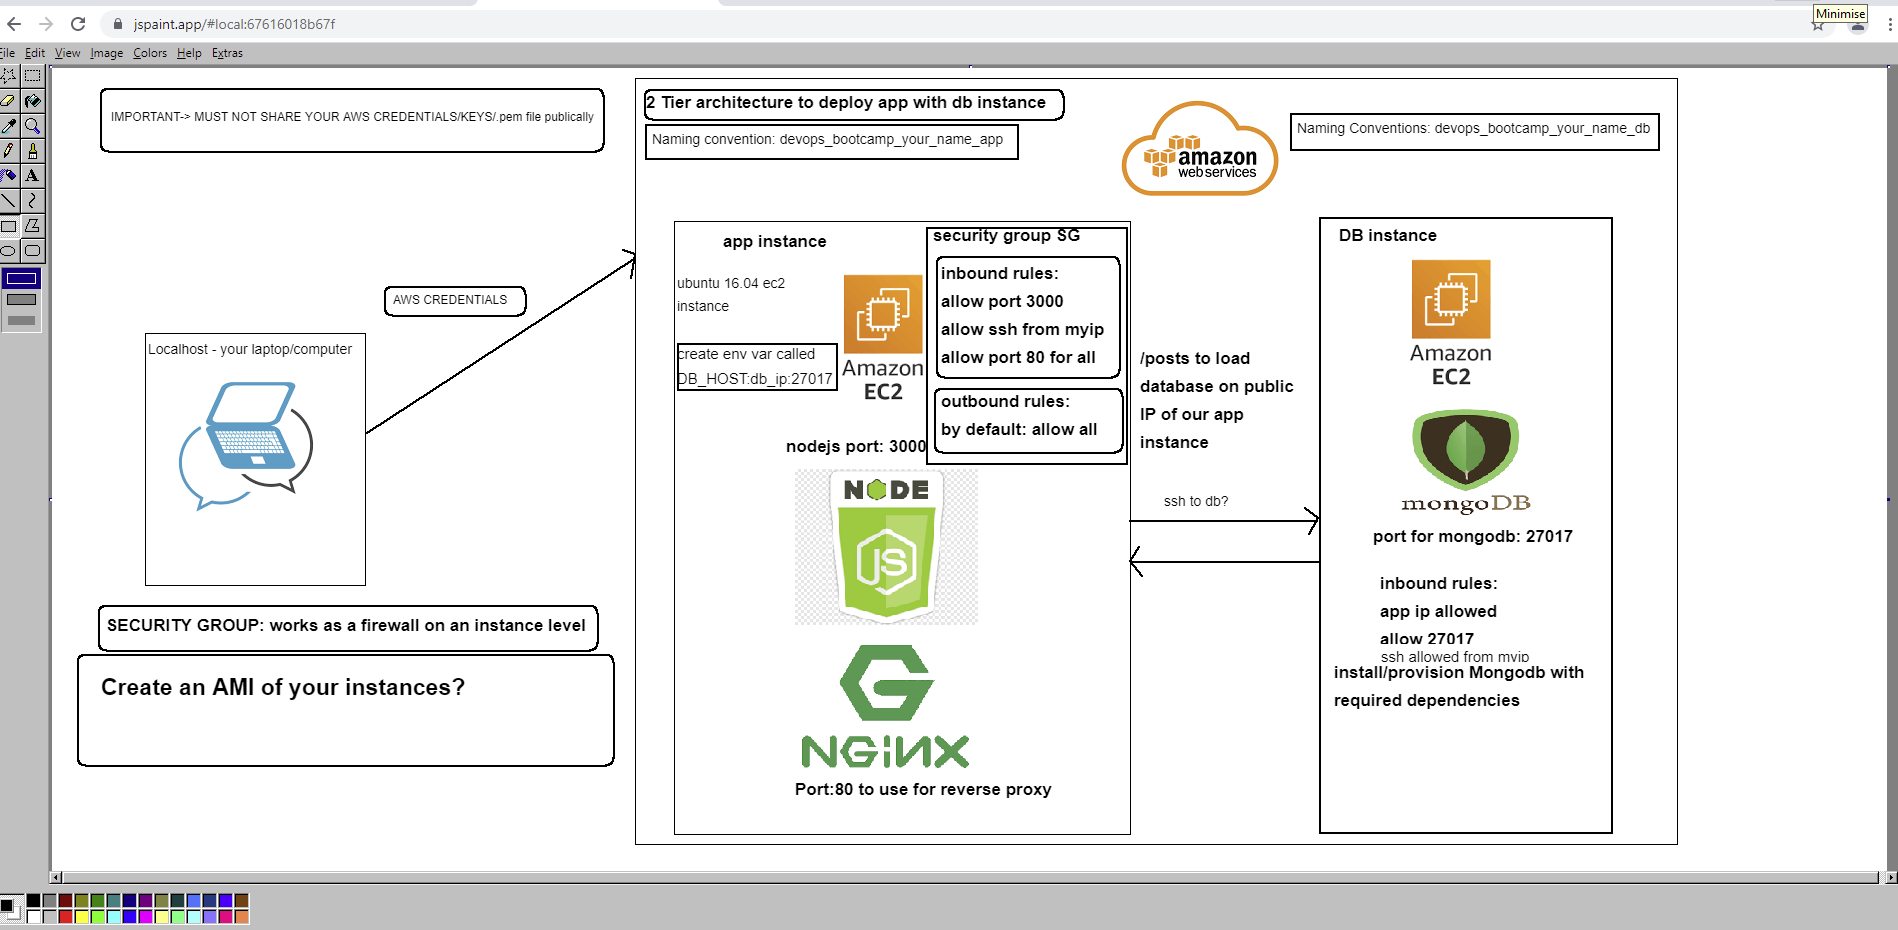 Minimise
jspaint.app/#local:67616018b67f
File Edit View Image Colors Help Extras
IMPORTANT-> MUST NOT SHARE YOUR AWS CREDENTIALS/KEYS/.pem file publically
2 Tier architecture to deploy app with db instance
Naming convention: devops_bootcamp_your_name_app
amazon
webservices
Naming Conventions: devops_bootcamp_your_name_db
AWS CREDENTIALS
Localhost - your laptop/computer
SECURITY GROUP: works as a firewall on an instance level
Create an AMI of your instances?
app instance
ubuntu 16.04 ec2
instance
create env var called
DB_HOST:db_ip:27017
Amazon
EC2
security group SG
inbound rules:
allow port 3000
allow ssh from myip
allow port 80 for all
outbound rules:
by default: allow all
nodejs port: 3000
NODE
JS
NGINX
Port:80 to use for reverse proxy
/posts to load
database on public
IP of our app
instance
ssh to db?
DB instance
Amazon
EC2
mongoDB
port for mongodb: 27017
inbound rules:
app ip allowed
allow 27017
ssh allowed from myip
install/provision Mongodb with
required dependencies